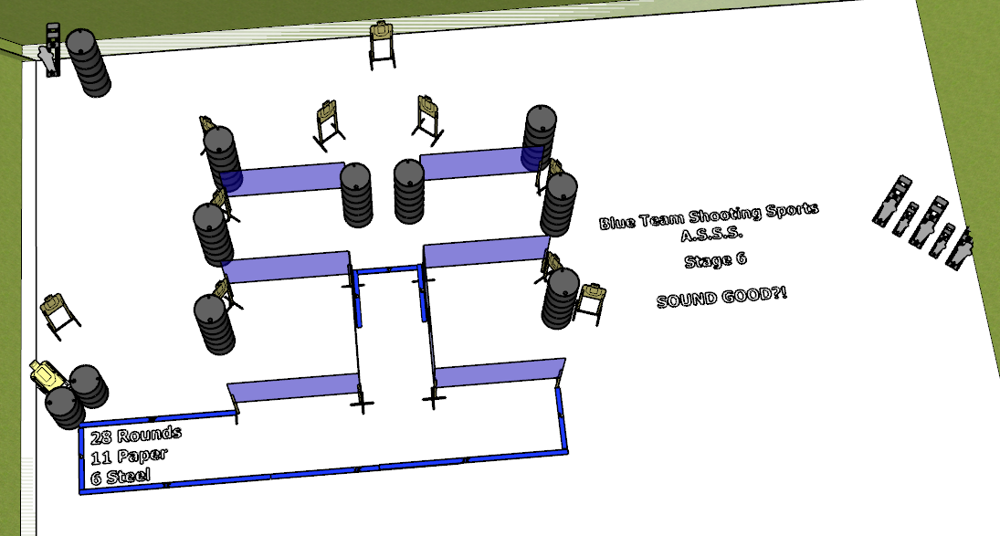 Blue Team Shooting Sports
A.S.S.S.
Stage 6
SOUND GOOD?!
28 Rounds
11 Paper
6 Steel